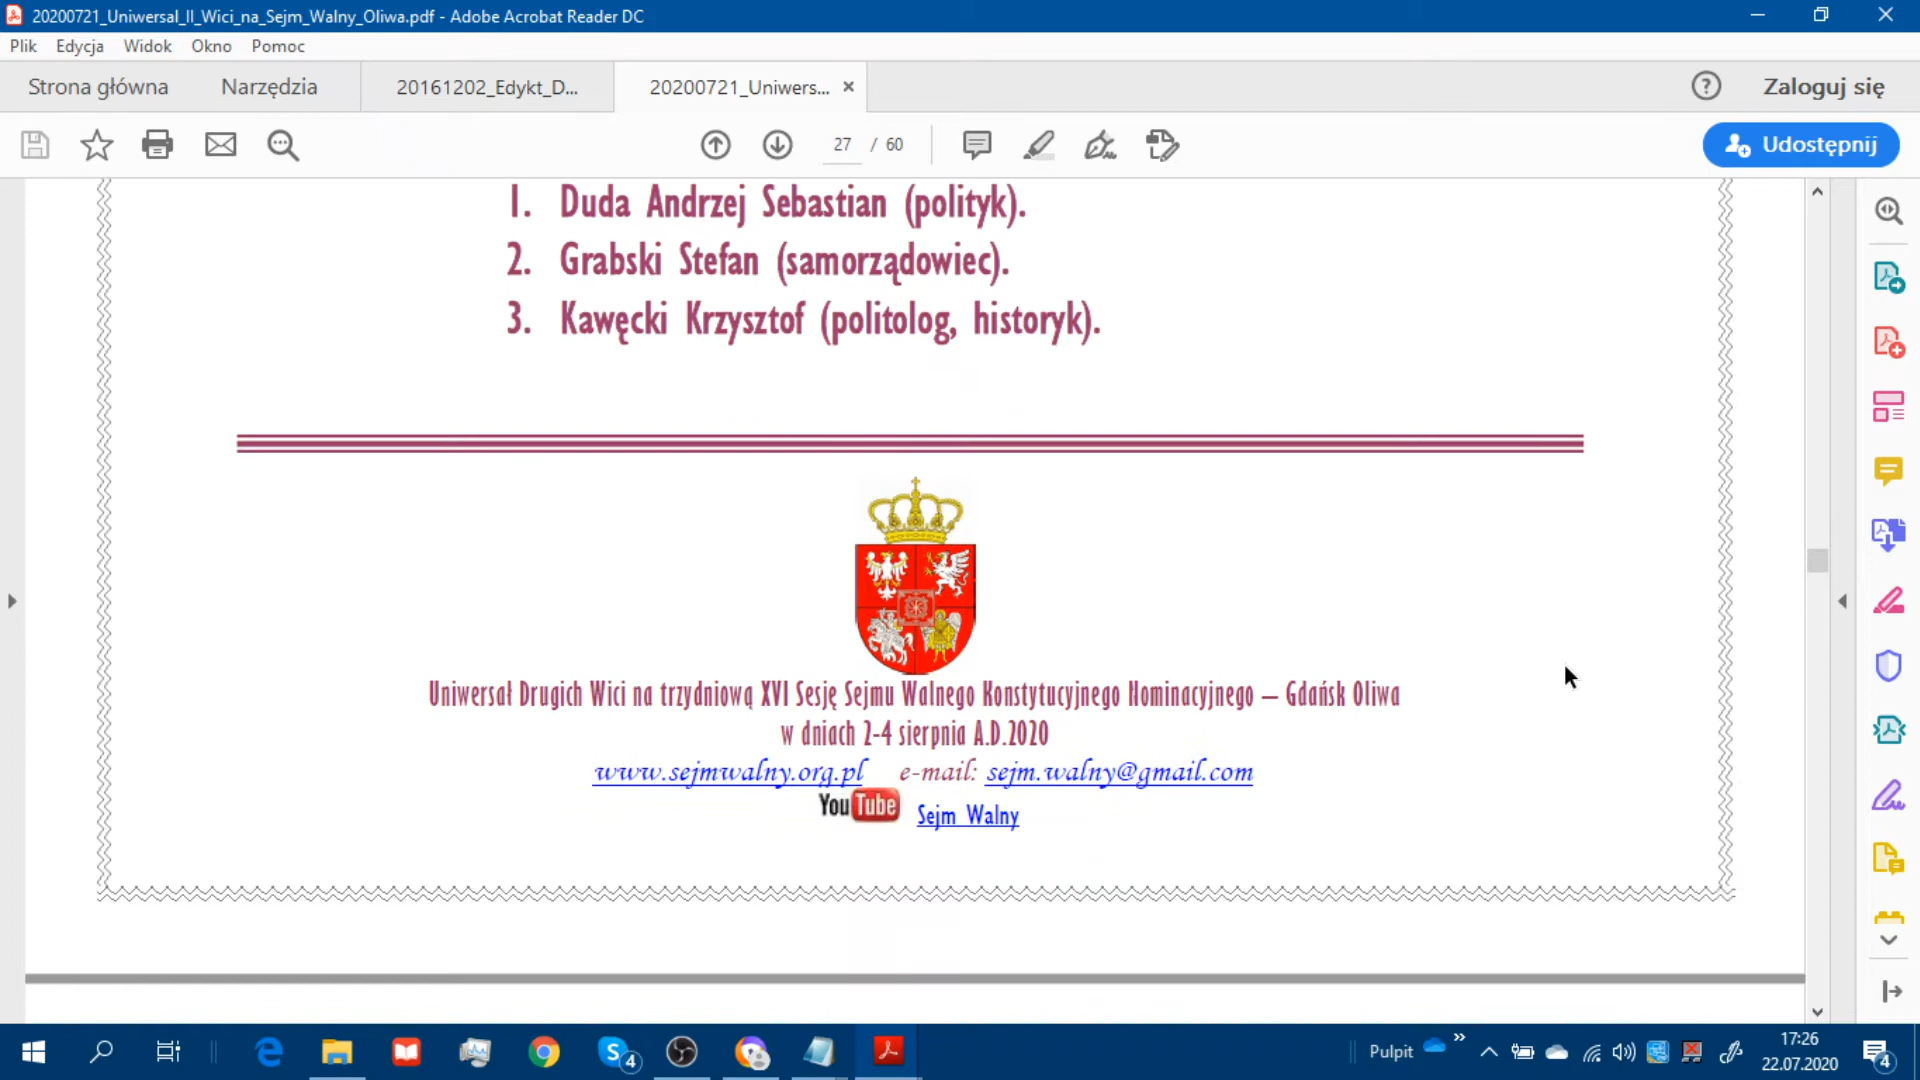 20200721_Uniwersal_II_Wici_na_Sejm_Walny_Oliwa.pdf - Adobe Acrobat Reader DC
Plik Edycja Widok Okno Pomoc
Strona główna Narzędzia 20161202_Edykt_D... 20200721_Uniwers... Zaloguj się
27 / 60 Udostępnij
1. Duda Andrzej Sebastian (polityk).
2. Grabski Stefan (samorządowiec).
3. Kawęcki Krzysztof (politolog, historyk).
Uniwersał Drugich Wici na trzydniową XVI Sesję Sejmu Walnego Konstytucyjnego Nominacyjnego – Gdańsk Oliwa
w dniach 2-4 sierpnia A.D.2020
www.sejmwalny.org.pl e-mail: sejm.walny@gmail.com
YouTube Sejm Walny
4 Pulpit 17:26
22.07.2020 4